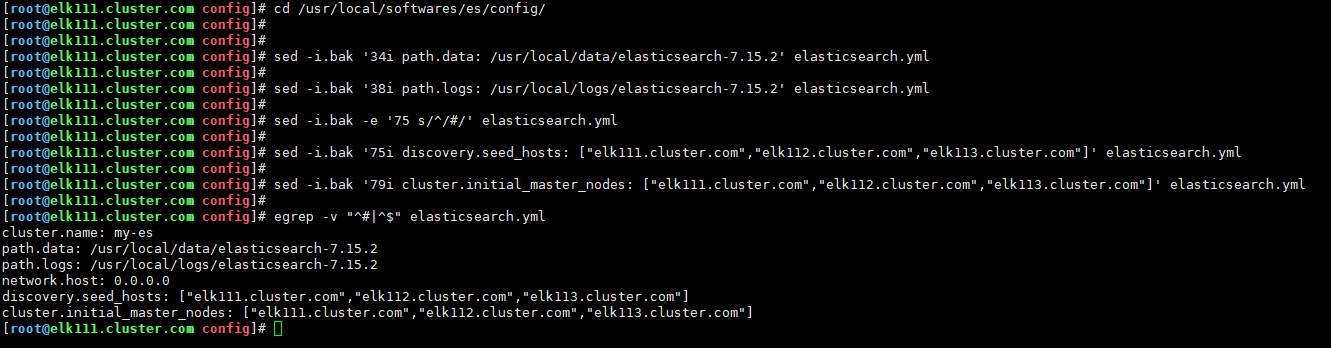 [root@elk111.cluster.com config]# cd /usr/local/softwares/es/config/
[root@elk111.cluster.com config]#
[root@elk111.cluster.com config]#
[root@elk111.cluster.com config]# sed -i.bak '34i path.data: /usr/local/data/elasticsearch-7.15.2' elasticsearch.yml
[root@elk111.cluster.com config]#
[root@elk111.cluster.com config]# sed -i.bak '38i path.logs: /usr/local/logs/elasticsearch-7.15.2' elasticsearch.yml
[root@elk111.cluster.com config]#
[root@elk111.cluster.com config]# sed -i.bak -e '75 s/^/#/' elasticsearch.yml
[root@elk111.cluster.com config]#
[root@elk111.cluster.com config]# sed -i.bak '75i discovery.seed_hosts: ["elk111.cluster.com","elk112.cluster.com","elk113.cluster.com"]' elasticsearch.yml
[root@elk111.cluster.com config]#
[root@elk111.cluster.com config]# sed -i.bak '79i cluster.initial_master_nodes: ["elk111.cluster.com","elk112.cluster.com","elk113.cluster.com"]' elasticsearch.yml
[root@elk111.cluster.com config]#
[root@elk111.cluster.com config]# egrep -v "^#|^$" elasticsearch.yml
cluster.name: my-es
path.data: /usr/local/data/elasticsearch-7.15.2
path.logs: /usr/local/logs/elasticsearch-7.15.2
network.host: 0.0.0.0
discovery.seed_hosts: ["elk111.cluster.com","elk112.cluster.com","elk113.cluster.com"]
cluster.initial_master_nodes: ["elk111.cluster.com","elk112.cluster.com","elk113.cluster.com"]
[root@elk111.cluster.com config]#